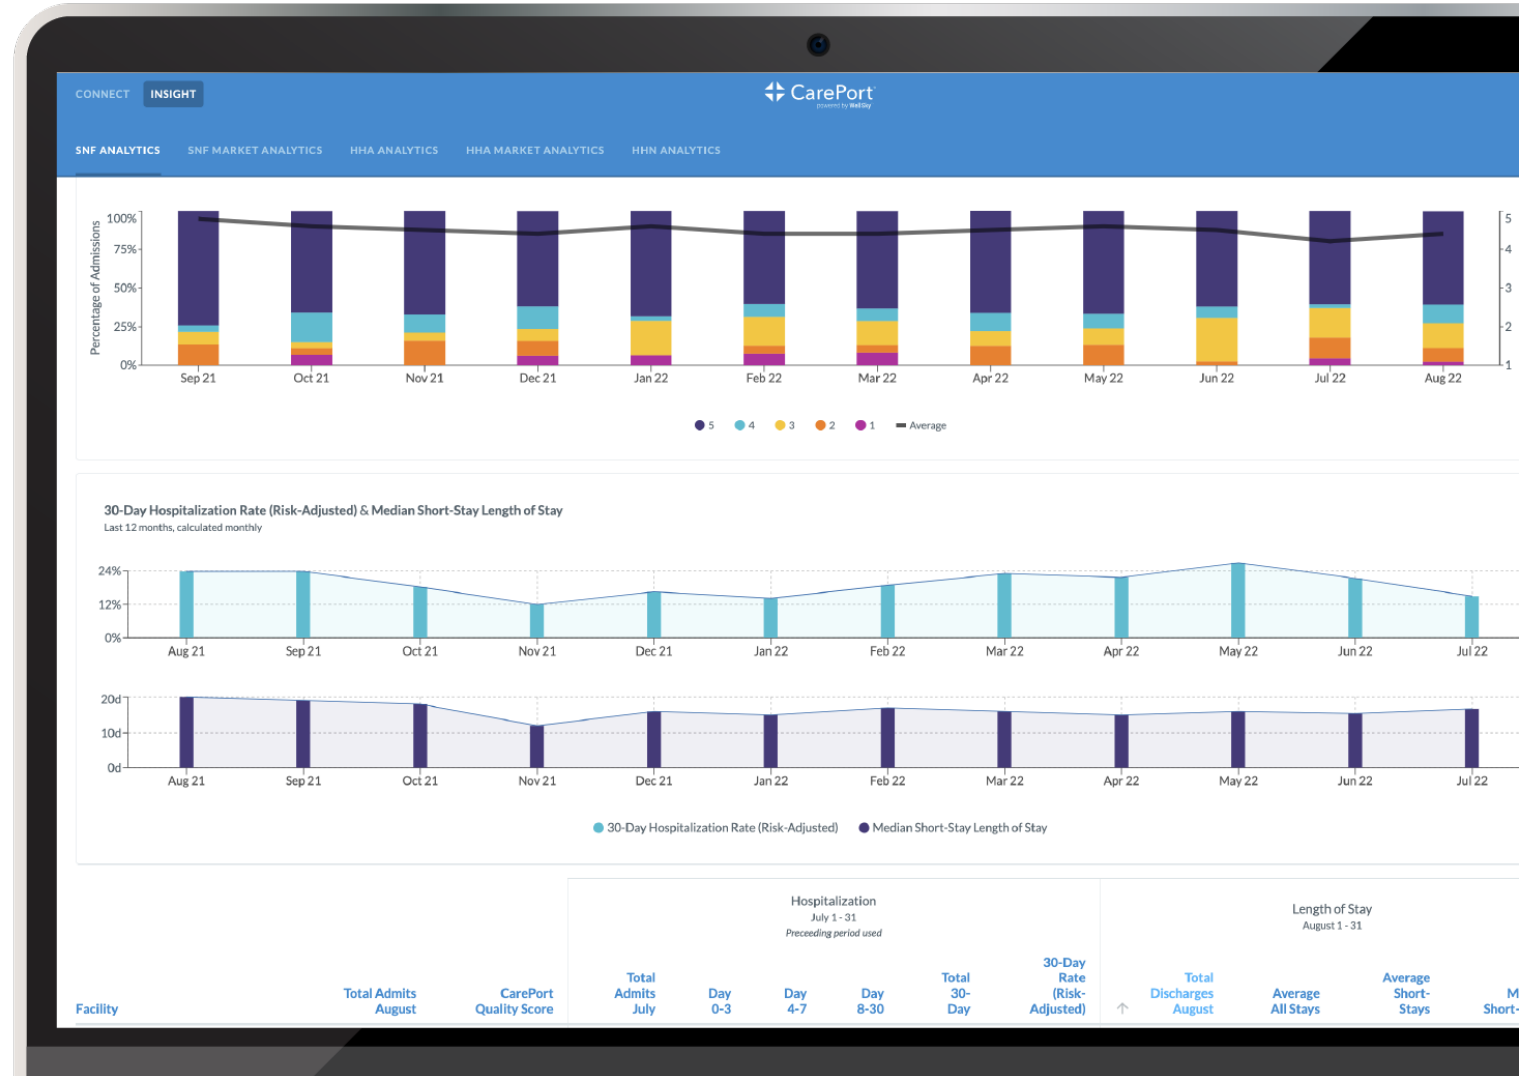 CONNECT INSIGHT
CarePort
powered by WellSky
SNF ANALYTICS SNF MARKET ANALYTICS HHA ANALYTICS HHA MARKET ANALYTICS HHN ANALYTICS
Percentage of Admissions
100%
75%
50%
25%
0%
5
4
3
2
1
Sep 21 Oct 21 Nov 21 Dec 21 Jan 22 Feb 22 Mar 22 Apr 22 May 22 Jun 22 Jul 22 Aug 22
5 4 3 2 1 Average
30-Day Hospitalization Rate (Risk-Adjusted) & Median Short-Stay Length of Stay
Last 12 months, calculated monthly
24%
12%
0%
Aug 21 Sep 21 Oct 21 Nov 21 Dec 21 Jan 22 Feb 22 Mar 22 Apr 22 May 22 Jun 22 Jul 22
20d
10d
0d
Aug 21 Sep 21 Oct 21 Nov 21 Dec 21 Jan 22 Feb 22 Mar 22 Apr 22 May 22 Jun 22 Jul 22
30-Day Hospitalization Rate (Risk-Adjusted) Median Short-Stay Length of Stay
Hospitalization
July 1 - 31
Preceeding period used
Length of Stay
August 1 - 31
Facility
Total Admits
August
CarePort
Quality Score
Total
Admits
July
Day
0-3
Day
4-7
Day
8-30
Total
30-
Day
30-Day
Rate
(Risk-
Adjusted)
Total
Discharges
August
Average
All Stays
Average
Short-
Stays
M
Short-